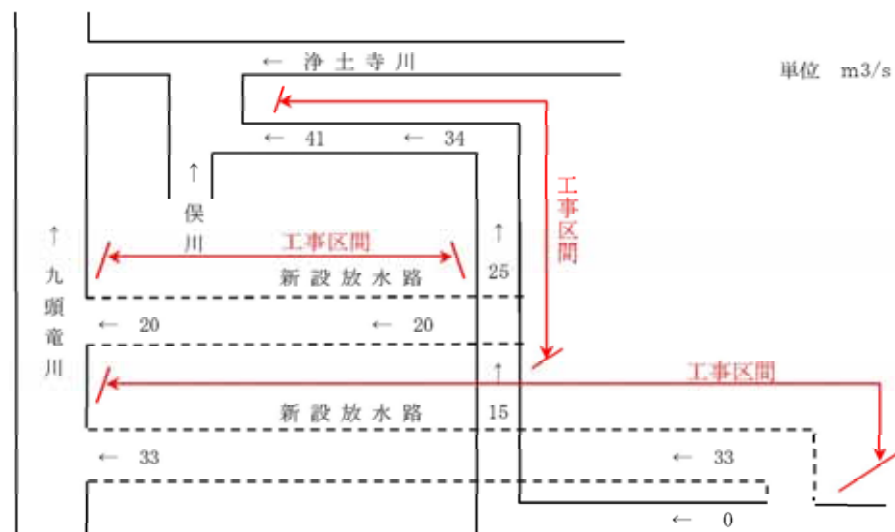 ← 浄土寺川
単位 m3/s
← 41
← 34
工事区間
↑
俣川
↑
九頭竜川
工事区間
新設放水路
↑
25
← 20
← 20
工事区間
↑
15
新設放水路
← 33
← 33
← 0